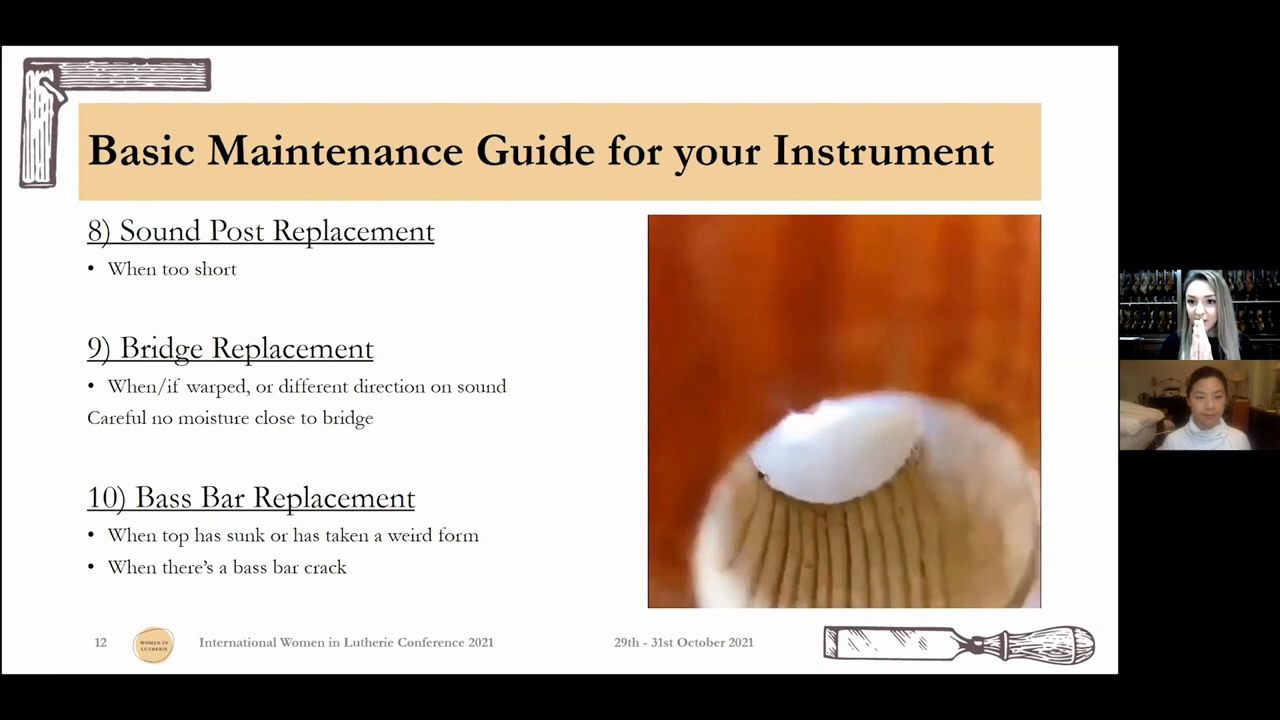 Basic Maintenance Guide for your Instrument
8) Sound Post Replacement
• When too short
9) Bridge Replacement
• When/if warped, or different direction on sound
Careful no moisture close to bridge
10) Bass Bar Replacement
• When top has sunk or has taken a weird form
• When there's a bass bar crack
12
WOMEN IN
LUTHERIE
International Women in Lutherie Conference 2021
29th - 31st October 2021